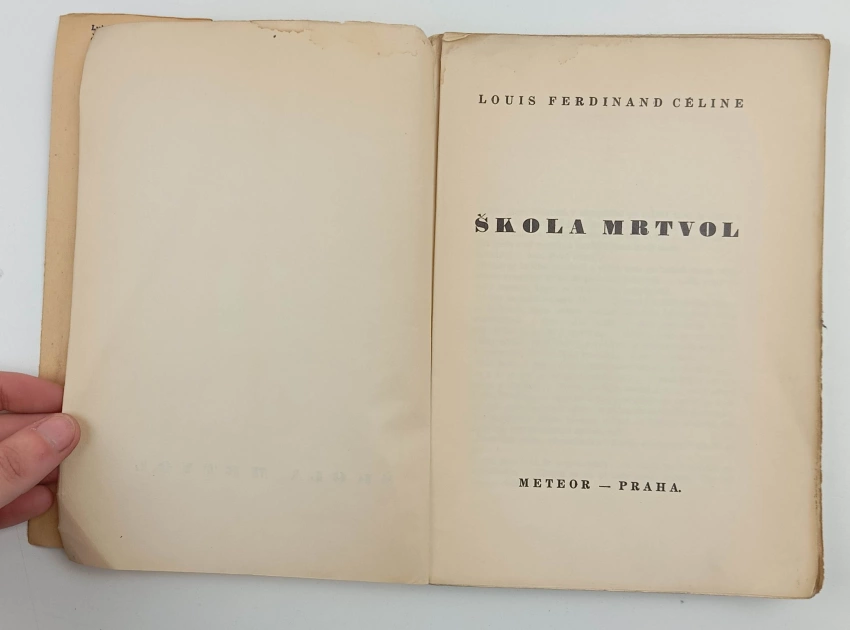 LOUIS FERDINAND CÉLINE
ŠKOLA MRTVOL
METEOR — PRAHA.